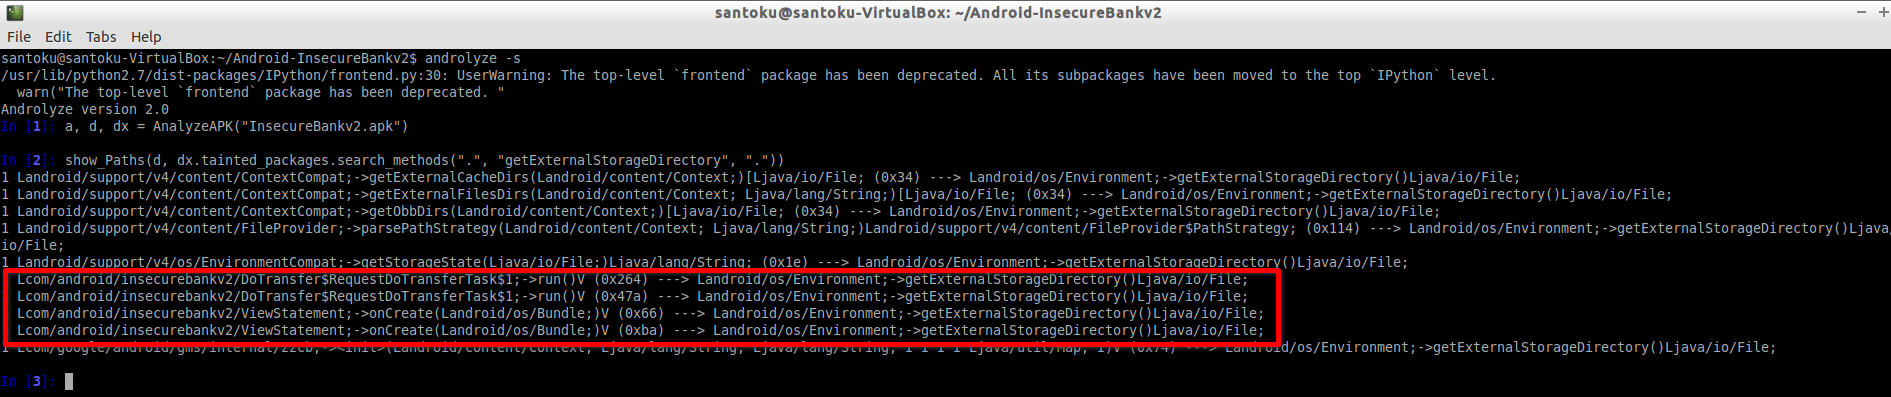 santoku@santoku-VirtualBox: ~/Android-InsecureBankv2
File Edit Tabs Help
santoku@santoku-VirtualBox:~/Android-InsecureBankv2$ androlyze -s
/usr/lib/python2.7/dist-packages/IPython/frontend.py:30: UserWarning: The top-level `frontend` package has been deprecated. All its subpackages have been moved to the top `IPython` level.
  warn("The top-level `frontend` package has been deprecated. "
Androlyze version 2.0
In [1]: a, d, dx = AnalyzeAPK("InsecureBankv2.apk")
In [2]: show_Paths(d, dx.tainted_packages.search_methods(".", "getExternalStorageDirectory", "."))
1 Landroid/support/v4/content/ContextCompat;->getExternalCacheDirs(Landroid/content/Context;)[Ljava/io/File; (0x34) ---> Landroid/os/Environment;->getExternalStorageDirectory()Ljava/io/File;
1 Landroid/support/v4/content/ContextCompat;->getExternalFilesDirs(Landroid/content/Context; Ljava/lang/String;)[Ljava/io/File; (0x34) ---> Landroid/os/Environment;->getExternalStorageDirectory()Ljava/io/File;
1 Landroid/support/v4/content/ContextCompat;->getObbDirs(Landroid/content/Context;)[Ljava/io/File; (0x34) ---> Landroid/os/Environment;->getExternalStorageDirectory()Ljava/io/File;
1 Landroid/support/v4/content/FileProvider;->parsePathStrategy(Landroid/content/Context; Ljava/lang/String;)Landroid/support/v4/content/FileProvider$PathStrategy; (0x114) ---> Landroid/os/Environment;->getExternalStorageDirectory()Ljava/
io/File;
1 Landroid/support/v4/os/EnvironmentCompat;->getStorageState(Ljava/io/File;)Ljava/lang/String; (0x1e) ---> Landroid/os/Environment;->getExternalStorageDirectory()Ljava/io/File;
Lcom/android/insecurebankv2/DoTransfer$RequestDoTransferTask$1;->run()V (0x264) ---> Landroid/os/Environment;->getExternalStorageDirectory()Ljava/io/File;
Lcom/android/insecurebankv2/DoTransfer$RequestDoTransferTask$1;->run()V (0x47a) ---> Landroid/os/Environment;->getExternalStorageDirectory()Ljava/io/File;
Lcom/android/insecurebankv2/ViewStatement;->onCreate(Landroid/os/Bundle;)V (0x66) ---> Landroid/os/Environment;->getExternalStorageDirectory()Ljava/io/File;
Lcom/android/insecurebankv2/ViewStatement;->onCreate(Landroid/os/Bundle;)V (0xba) ---> Landroid/os/Environment;->getExternalStorageDirectory()Ljava/io/File;
1 Lcom/google/android/gms/internal/zzcb;-><init>(Landroid/content/Context; Ljava/lang/String; Ljava/lang/String; I I I I Ljava/util/Map; I)V (0x74) ---> Landroid/os/Environment;->getExternalStorageDirectory()Ljava/io/File;
In [3]: